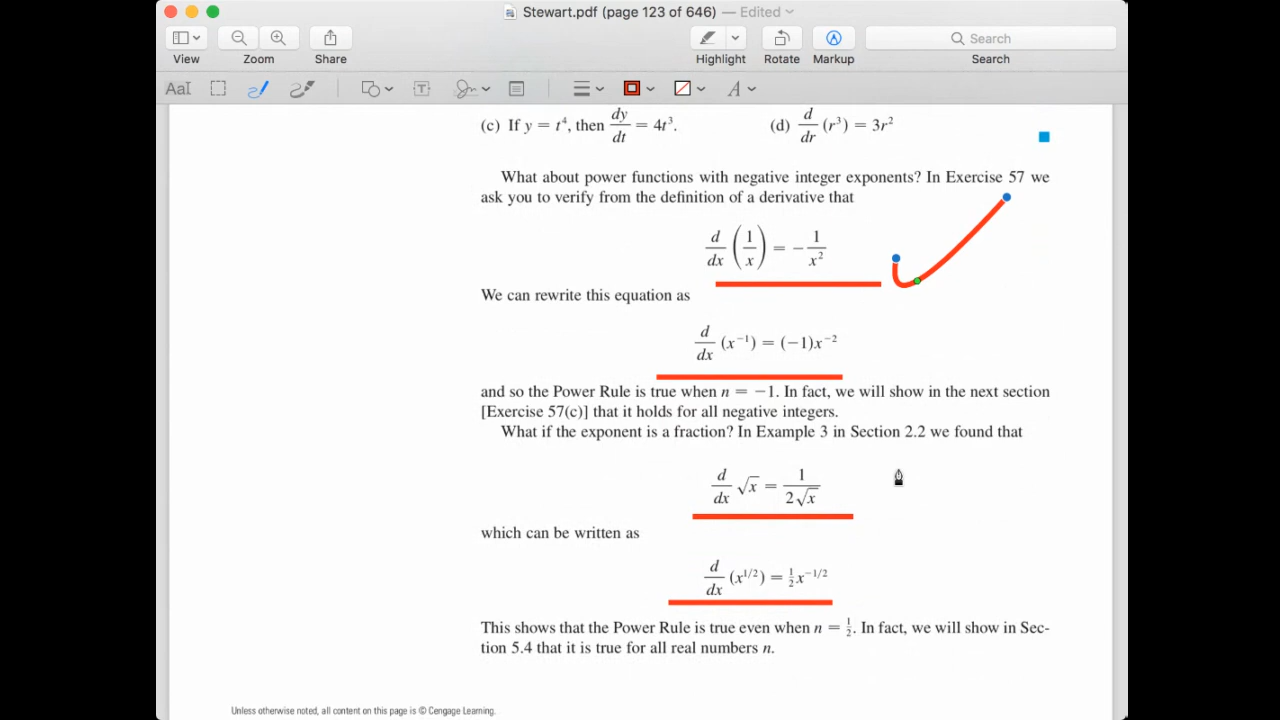 Stewart.pdf (page 123 of 646) — Edited
View Zoom Share Highlight Rotate Markup Search
Search
AaI T A
(c) If y = t⁴, then dy/dt = 4t³. (d) d/dr (r³) = 3r²
What about power functions with negative integer exponents? In Exercise 57 we
ask you to verify from the definition of a derivative that
d/dx (1/x) = − 1/x²
We can rewrite this equation as
d/dx (x⁻¹) = (−1)x⁻²
and so the Power Rule is true when n = −1. In fact, we will show in the next section
[Exercise 57(c)] that it holds for all negative integers.
What if the exponent is a fraction? In Example 3 in Section 2.2 we found that
d/dx √x = 1/(2√x)
which can be written as
d/dx (x^{1/2}) = ½x^{−1/2}
This shows that the Power Rule is true even when n = ½. In fact, we will show in Sec-
tion 5.4 that it is true for all real numbers n.
Unless otherwise noted, all content on this page is © Cengage Learning.